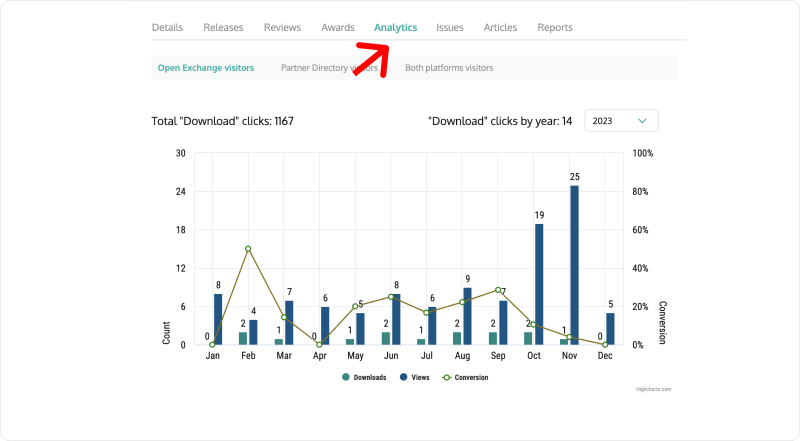 Details Releases Reviews Awards Analytics Issues Articles Reports
Open Exchange visitors Partner Directory visitors Both platforms visitors
Total "Download" clicks: 1167 "Download" clicks by year: 14 2023
30 100%
24 80%
18 60%
12 40%
6 20%
0 0%
Count
Conversion
0 8 2 4 1 7 0 6 1 5 2 8 1 6 2 9 2 7 2 19 1 25 0 5
Jan Feb Mar Apr May Jun Jul Aug Sep Oct Nov Dec
Downloads Views Conversion
Highcharts.com